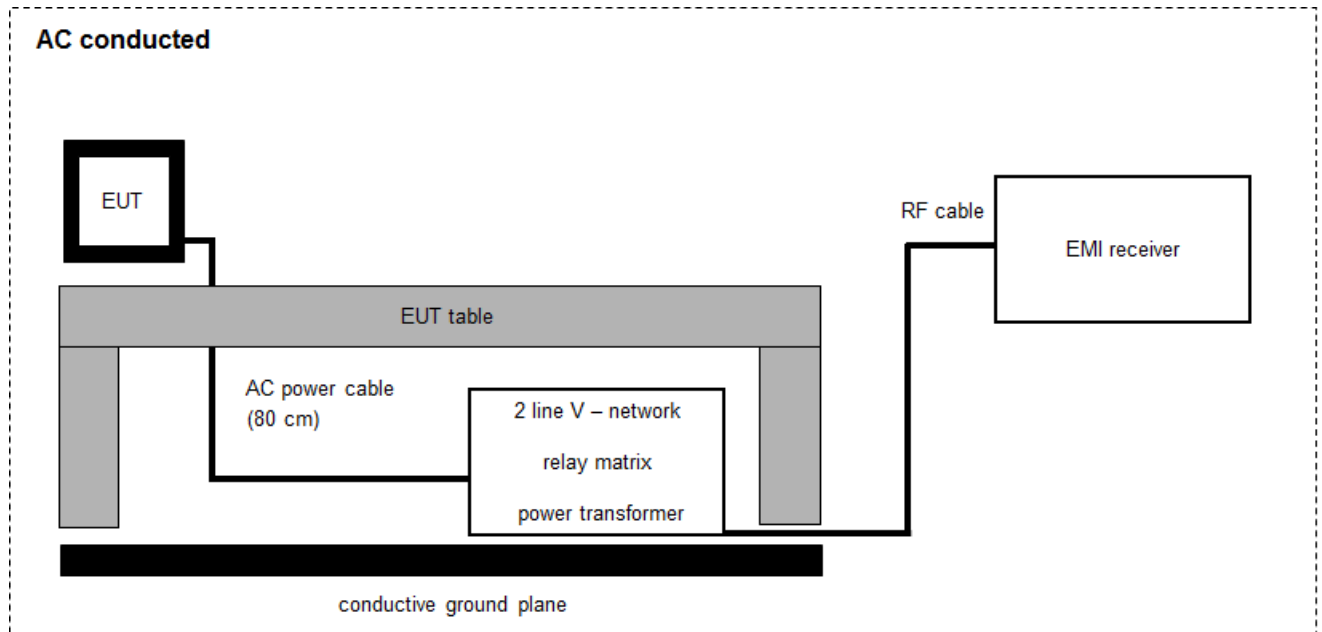 AC conducted
EUT
RF cable
EMI receiver
EUT table
AC power cable
(80 cm)
2 line V – network
relay matrix
power transformer
conductive ground plane